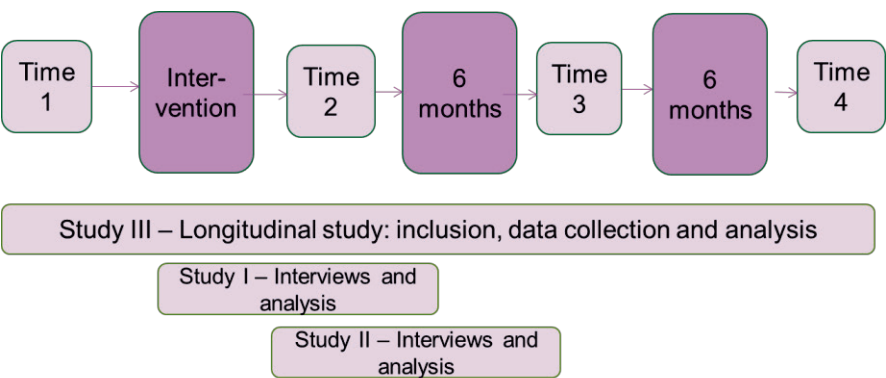 Time
1
Inter-
vention
Time
2
6
months
Time
3
6
months
Time
4
Study III – Longitudinal study: inclusion, data collection and analysis
Study I – Interviews and
analysis
Study II – Interviews and
analysis